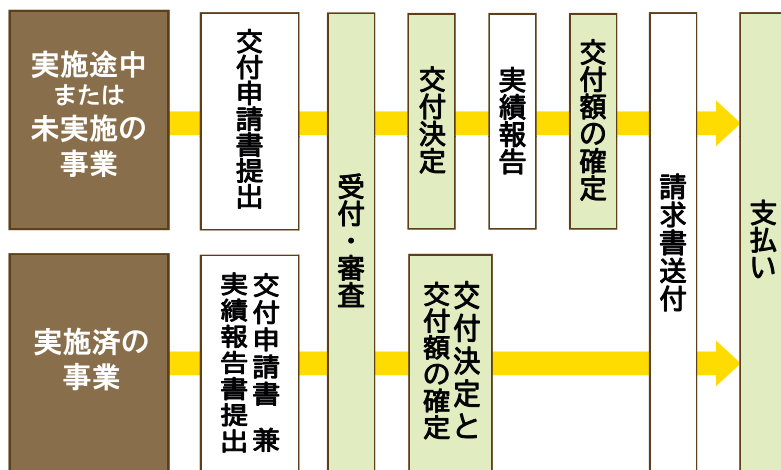 実施途中
または
未実施の
事業
交付申請書提出
受付・審査
交付決定
実績報告
交付額の確定
請求書送付
支払い
実施済の
事業
交付申請書 兼
実績報告書提出
交付決定と
交付額の確定